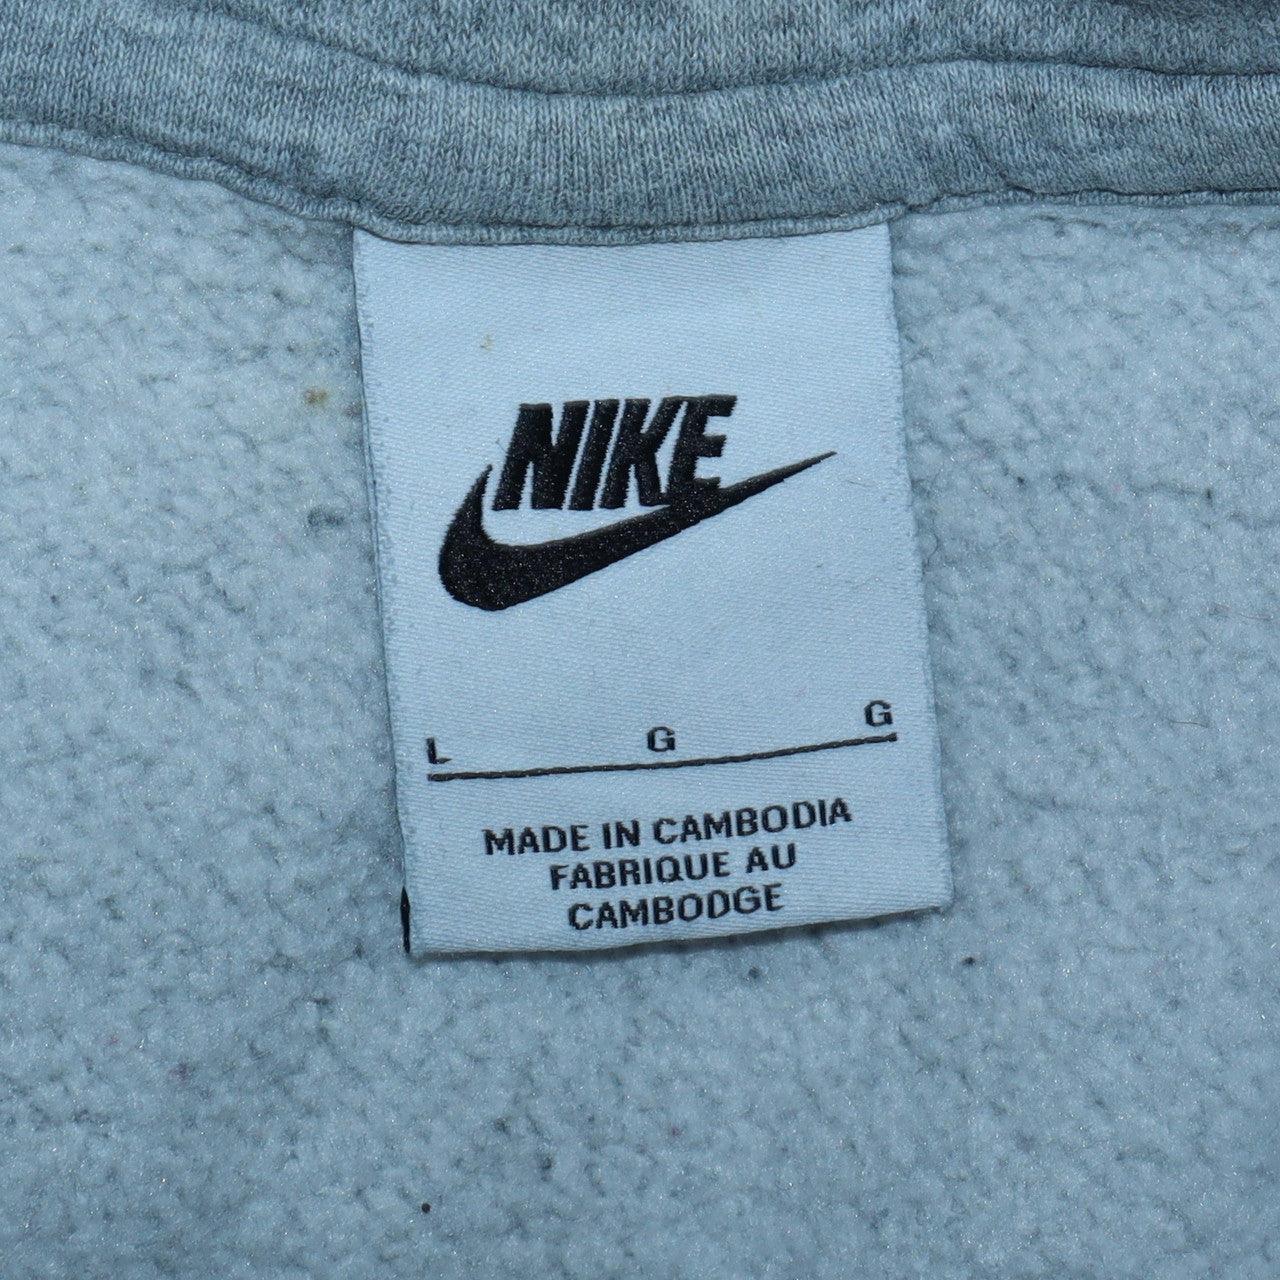 NIKE
L G G
MADE IN CAMBODIA
FABRIQUE AU
CAMBODGE